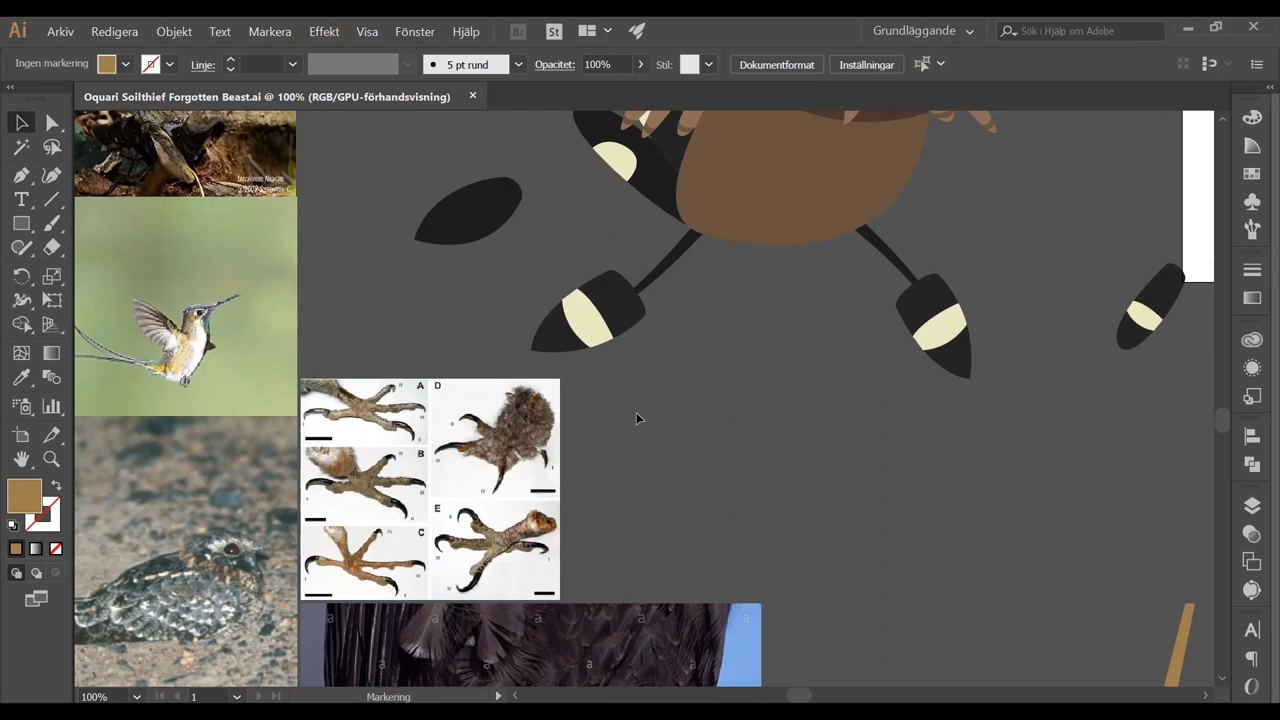 Ai Arkiv Redigera Objekt Text Markera Effekt Visa Fönster Hjälp Br St Grundläggande Sök i Hjälp om Adobe
Ingen markering Linje: 5 pt rund Opacitet: 100% Stil: Dokumentformat Inställningar
Oquari Soilthief Forgotten Beast.ai @ 100% (RGB/GPU-förhandsvisning)
A
D
B
C
E
a a a a a
a a a a
100% 1 Markering